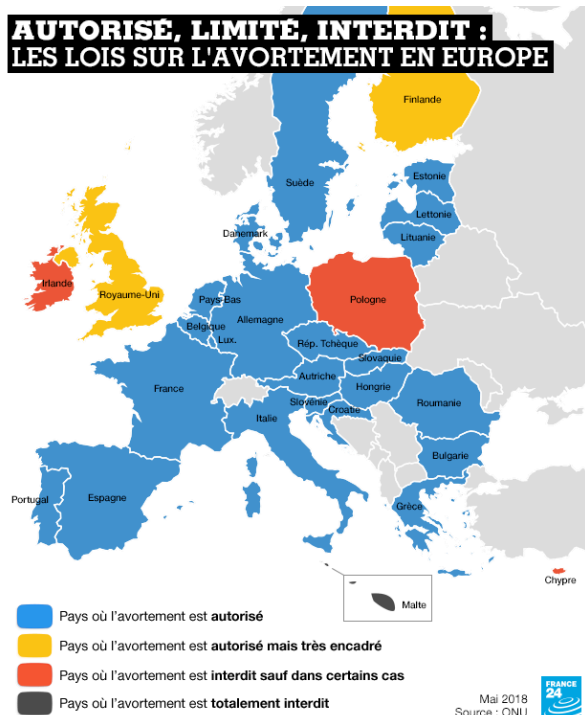 AUTORISÉ, LIMITÉ, INTERDIT :
LES LOIS SUR L'AVORTEMENT EN EUROPE
Finlande
Estonie
Suède
Lettonie
Danemark
Lituanie
Irlande
Royaume-Uni
Pologne
Pays-Bas
Allemagne
Belgique
Lux.
Rép. Tchèque
Slovaquie
Autriche
France
Hongrie
Slovénie
Croatie
Roumanie
Italie
Bulgarie
Portugal
Espagne
Grèce
Chypre
Malte
Pays où l'avortement est autorisé
Pays où l'avortement est autorisé mais très encadré
Pays où l'avortement est interdit sauf dans certains cas
Pays où l'avortement est totalement interdit
Mai 2018
Source : ONU
FRANCE
24